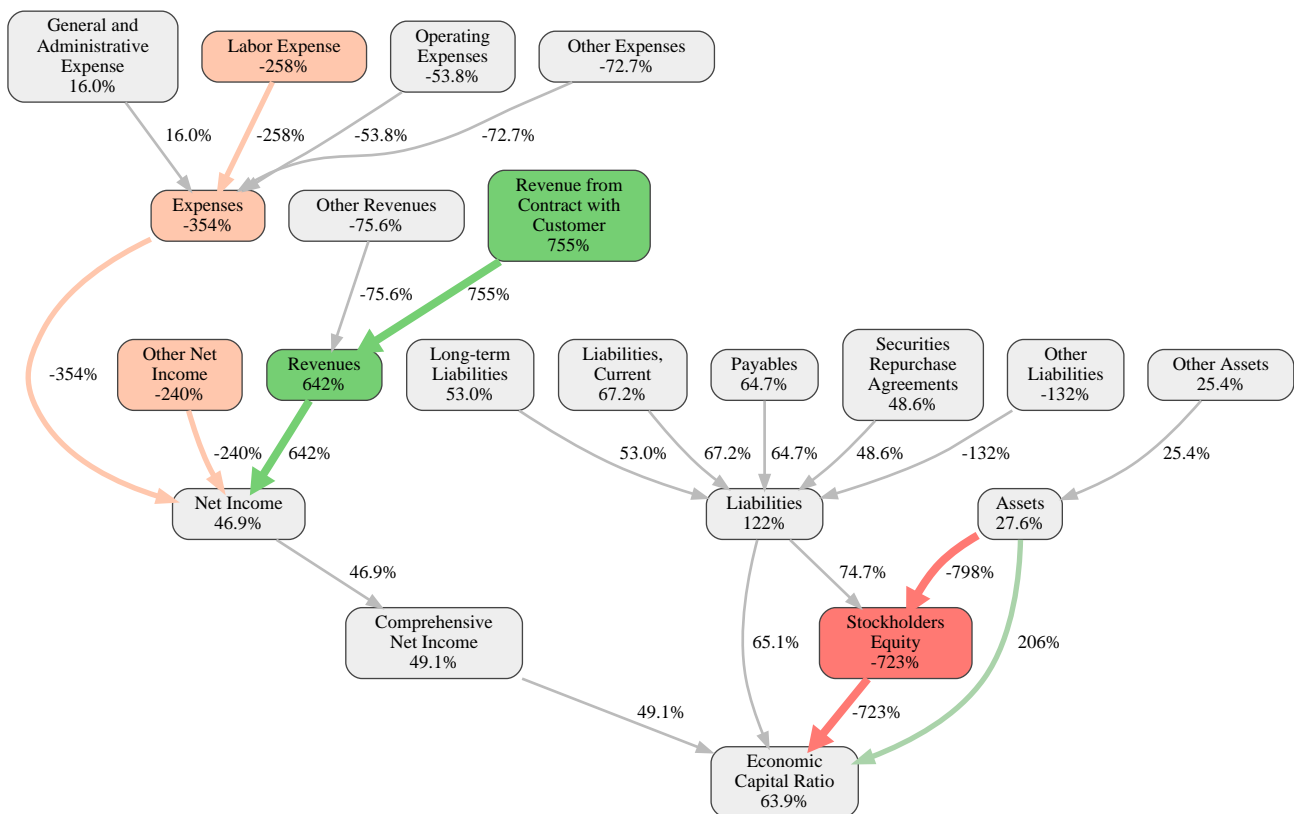 General and
Administrative
Expense
16.0%
Labor Expense
-258%
Operating
Expenses
-53.8%
Other Expenses
-72.7%
16.0%
-258%
-53.8%
-72.7%
Expenses
-354%
Other Revenues
-75.6%
Revenue from
Contract with
Customer
755%
-75.6%
755%
-354%
Other Net
Income
-240%
Revenues
642%
Long-term
Liabilities
53.0%
Liabilities,
Current
67.2%
Payables
64.7%
Securities
Repurchase
Agreements
48.6%
Other
Liabilities
-132%
Other Assets
25.4%
-240%
642%
53.0%
67.2%
64.7%
48.6%
-132%
25.4%
Net Income
46.9%
Liabilities
122%
Assets
27.6%
46.9%
74.7%
-798%
Comprehensive
Net Income
49.1%
65.1%
Stockholders
Equity
-723%
206%
49.1%
-723%
Economic
Capital Ratio
63.9%